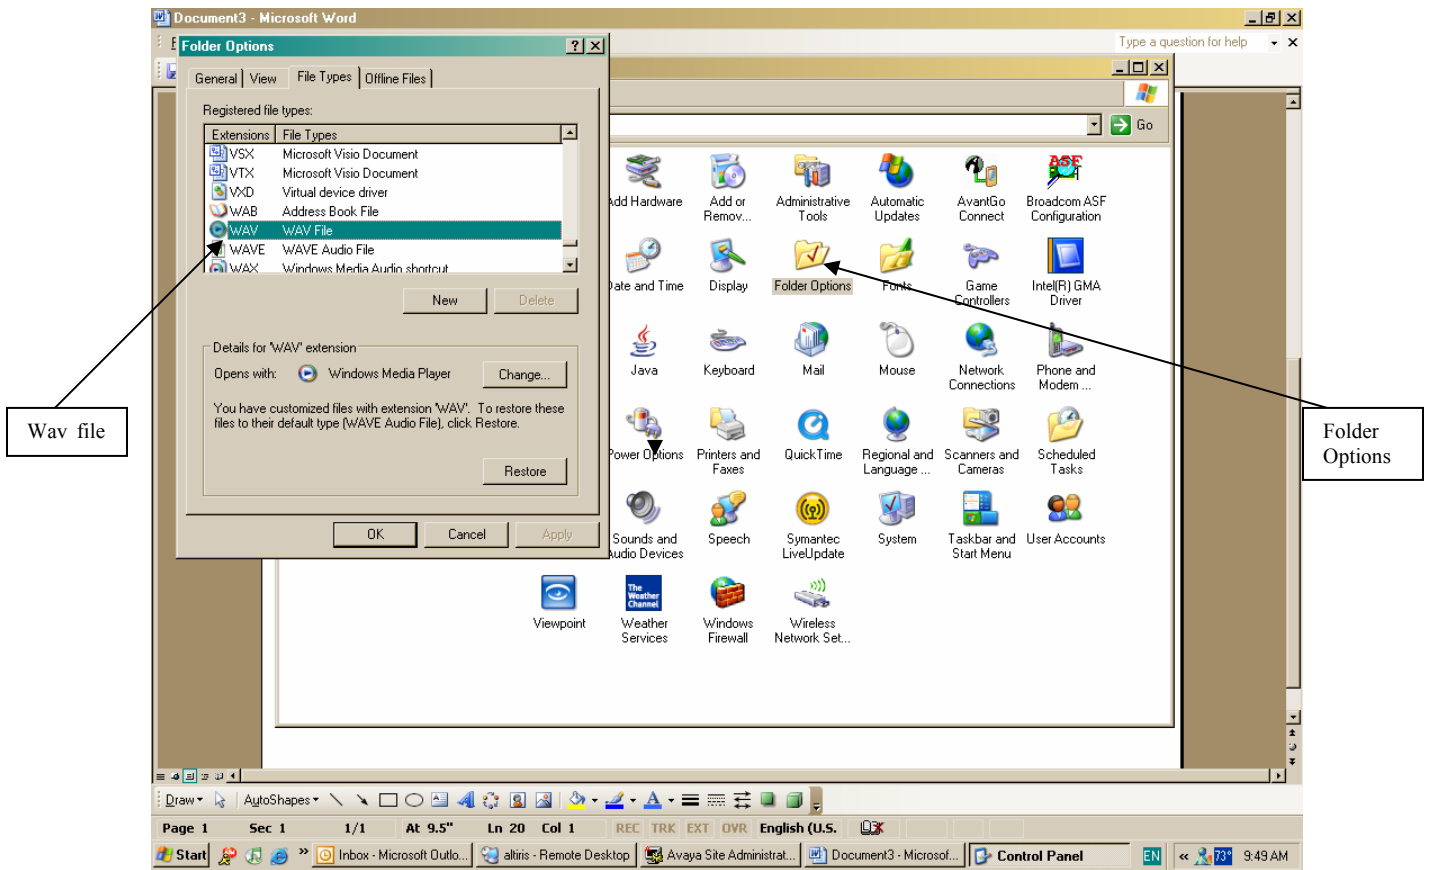 Document3 - Microsoft Word
Type a question for help
Folder Options
General View File Types Offline Files
Registered file types:
Extensions File Types
VSX Microsoft Visio Document
VTX Microsoft Visio Document
VXD Virtual device driver
WAB Address Book File
WAV WAV File
WAVE WAVE Audio File
WAX Windows Media Audio shortcut
New Delete
Details for 'WAV' extension
Opens with: Windows Media Player Change...
You have customized files with extension 'WAV'. To restore these
files to their default type (WAVE Audio File), click Restore.
Restore
OK Cancel Apply
Wav file
Folder
Options
Go
Add Hardware
Add or
Remov...
Administrative
Tools
Automatic
Updates
AvantGo
Connect
ASF
Broadcom ASF
Configuration
Date and Time
Display
Folder Options
Fonts
Game
Controllers
Intel(R) GMA
Driver
Java
Keyboard
Mail
Mouse
Network
Connections
Phone and
Modem ...
Power Options
Printers and
Faxes
QuickTime
Regional and
Language ...
Scanners and
Cameras
Scheduled
Tasks
Sounds and
Audio Devices
Speech
Symantec
LiveUpdate
System
Taskbar and
Start Menu
User Accounts
Viewpoint
The
Weather
Channel
Weather
Services
Windows
Firewall
Wireless
Network Set...
Draw AutoShapes
Page 1 Sec 1 1/1 At 9.5" Ln 20 Col 1 REC TRK EXT OVR English (U.S.
Start Inbox - Microsoft Outlo... altiris - Remote Desktop Avaya Site Administrat... Document3 - Microsof... Control Panel EN 73° 9:49 AM